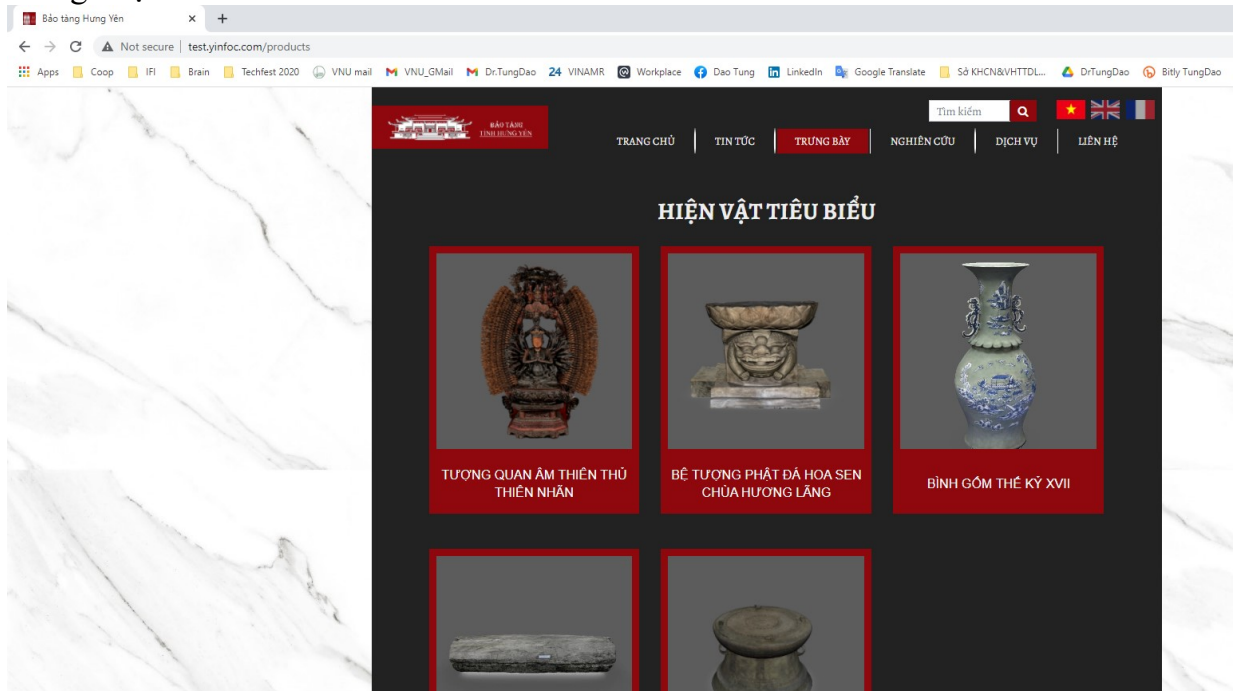 Bảo tàng Hưng Yên
Not secure | test.yinfoc.com/products
Apps Coop IFI Brain Techfest 2020 VNU mail VNU_GMail Dr.TungDao 24 VINAMR Workplace Dao Tung LinkedIn Google Translate Sở KHCN&VHTTDL... DrTungDao Bitly TungDao
Tìm kiếm
BẢO TÀNG
TỈNH HƯNG YÊN
TRANG CHỦ TIN TỨC TRƯNG BÀY NGHIÊN CỨU DỊCH VỤ LIÊN HỆ
HIỆN VẬT TIÊU BIỂU
TƯỢNG QUAN ÂM THIÊN THỦ
THIÊN NHÃN
BỆ TƯỢNG PHẬT ĐÁ HOA SEN
CHÙA HƯƠNG LÃNG
BÌNH GỐM THẾ KỶ XVII